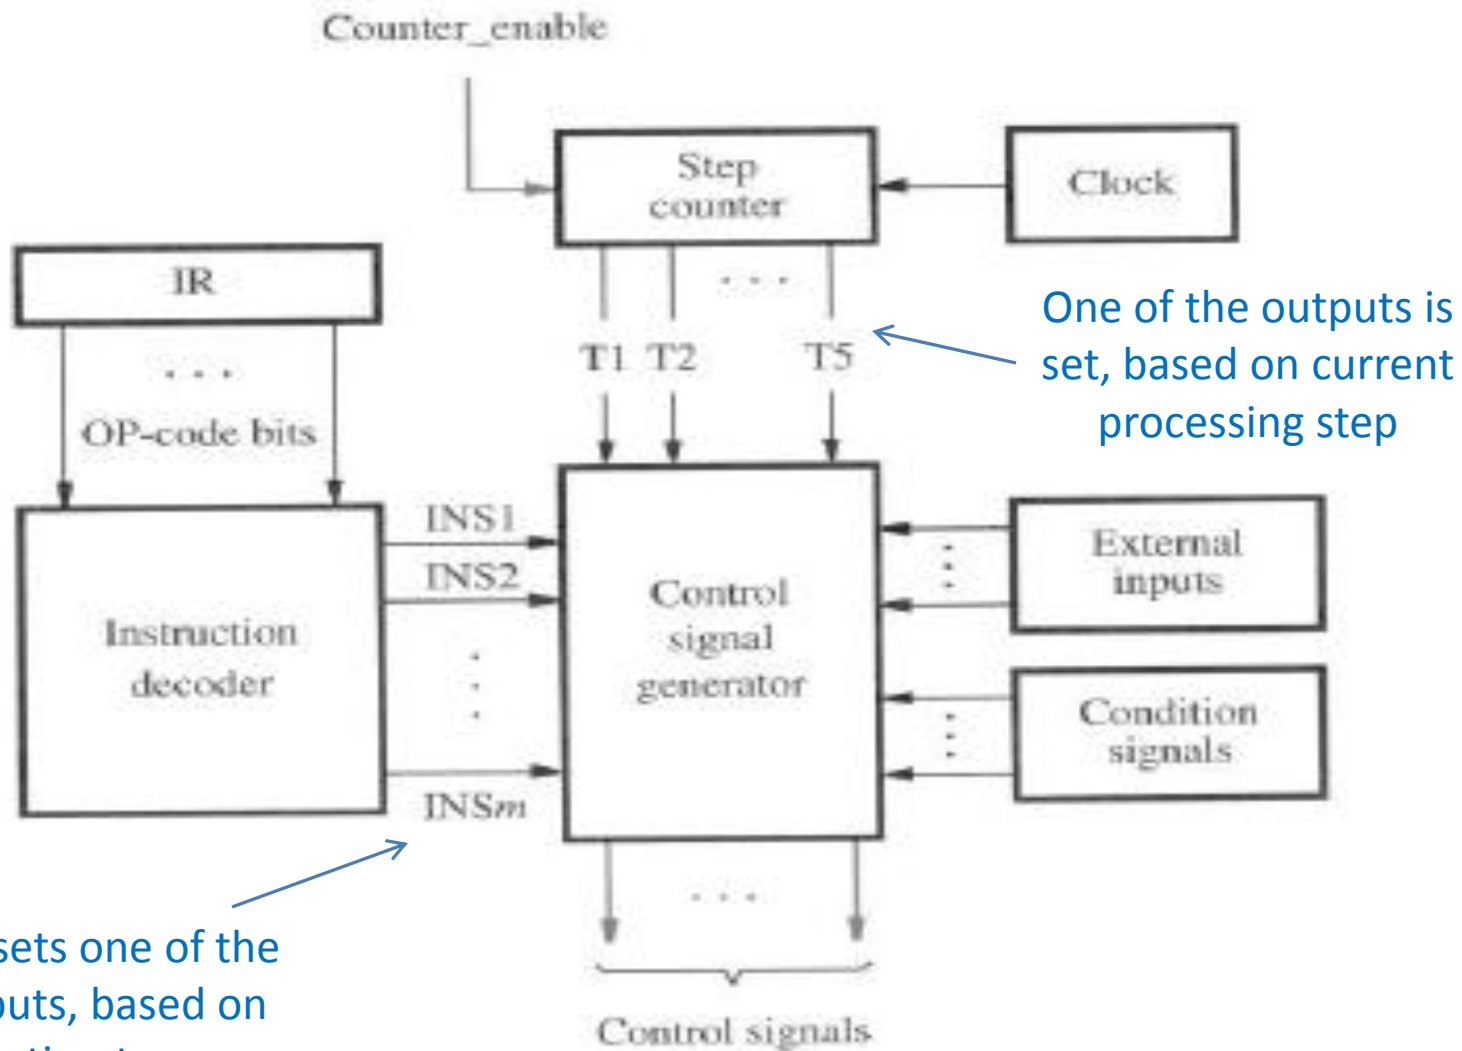 Counter_enable
Step
counter
Clock
IR
. . .
. . .
T1 T2 T5
One of the outputs is
set, based on current
processing step
OP-code bits
INS1
INS2
INSm
Instruction
decoder
Control
signal
generator
External
inputs
Condition
signals
. . .
sets one of the
based on
Control signals